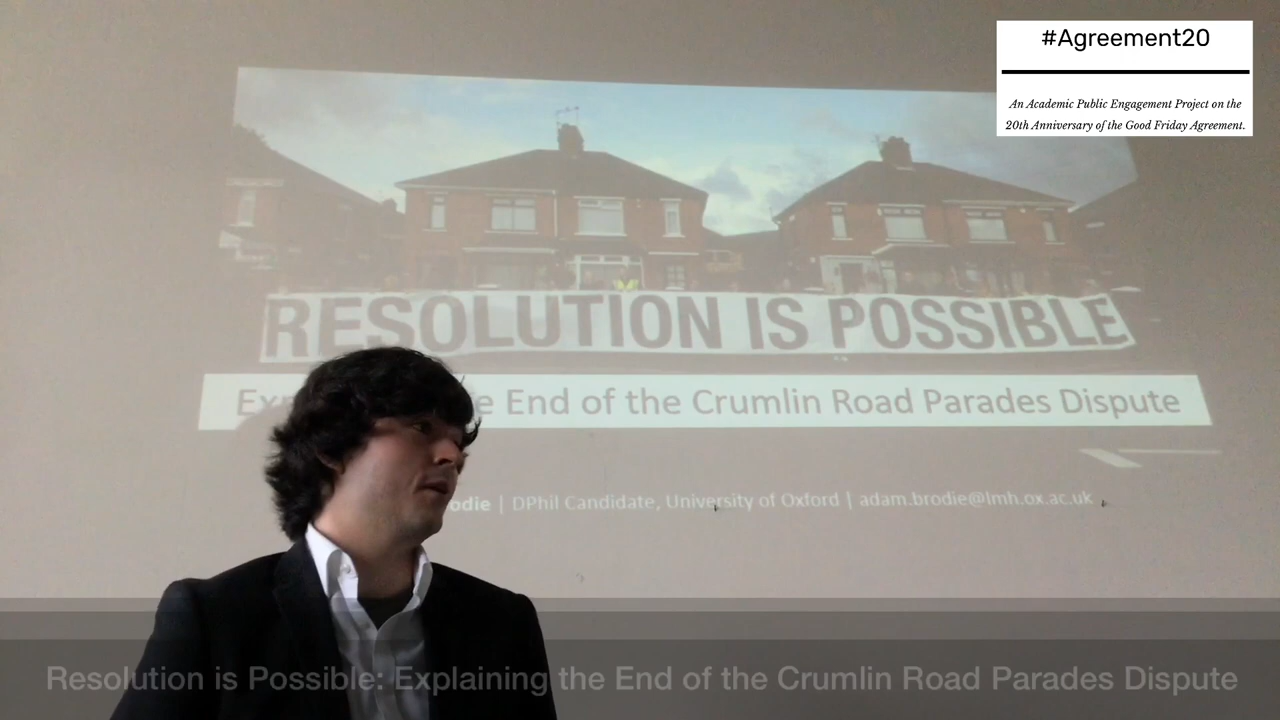 #Agreement20
An Academic Public Engagement Project on the
20th Anniversary of the Good Friday Agreement.
RESOLUTION IS POSSIBLE
End of the Crumlin Road Parades Dispute
| DPhil Candidate, University of Oxford | adam.brodie@lmh.ox.ac.uk
Resolution is Possible: Explaining the End of the Crumlin Road Parades Dispute